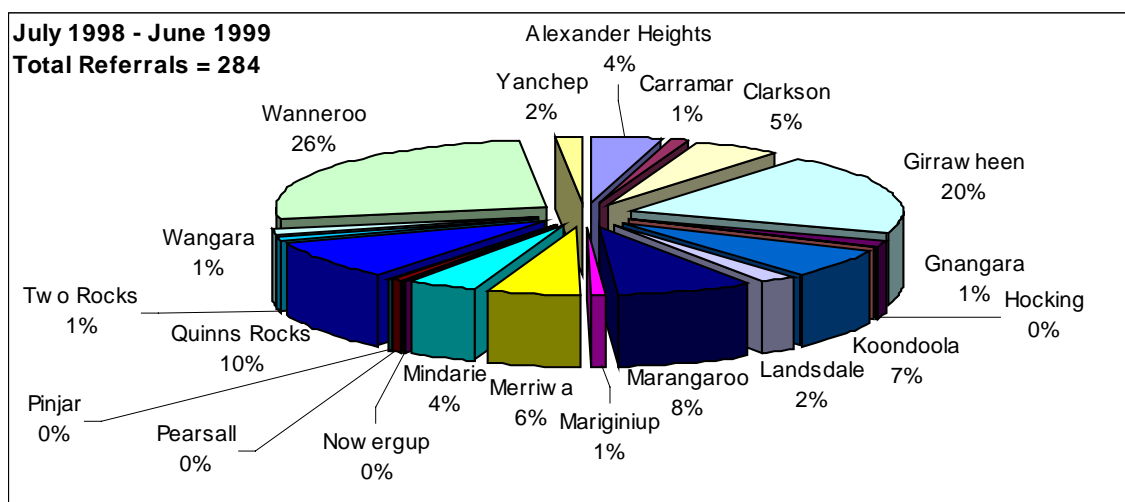 July 1998 - June 1999
Total Referrals = 284
Alexander Heights
4%
Carramar
1%
Clarkson
5%
Girraw heen
20%
Gnangara
1%
Hocking
0%
Koondoola
7%
Landsdale
2%
Marangaroo
8%
Mariginiup
1%
Merriw a
6%
Mindarie
4%
Now ergup
0%
Pearsall
0%
Pinjar
0%
Quinns Rocks
10%
Tw o Rocks
1%
Wangara
1%
Wanneroo
26%
Yanchep
2%